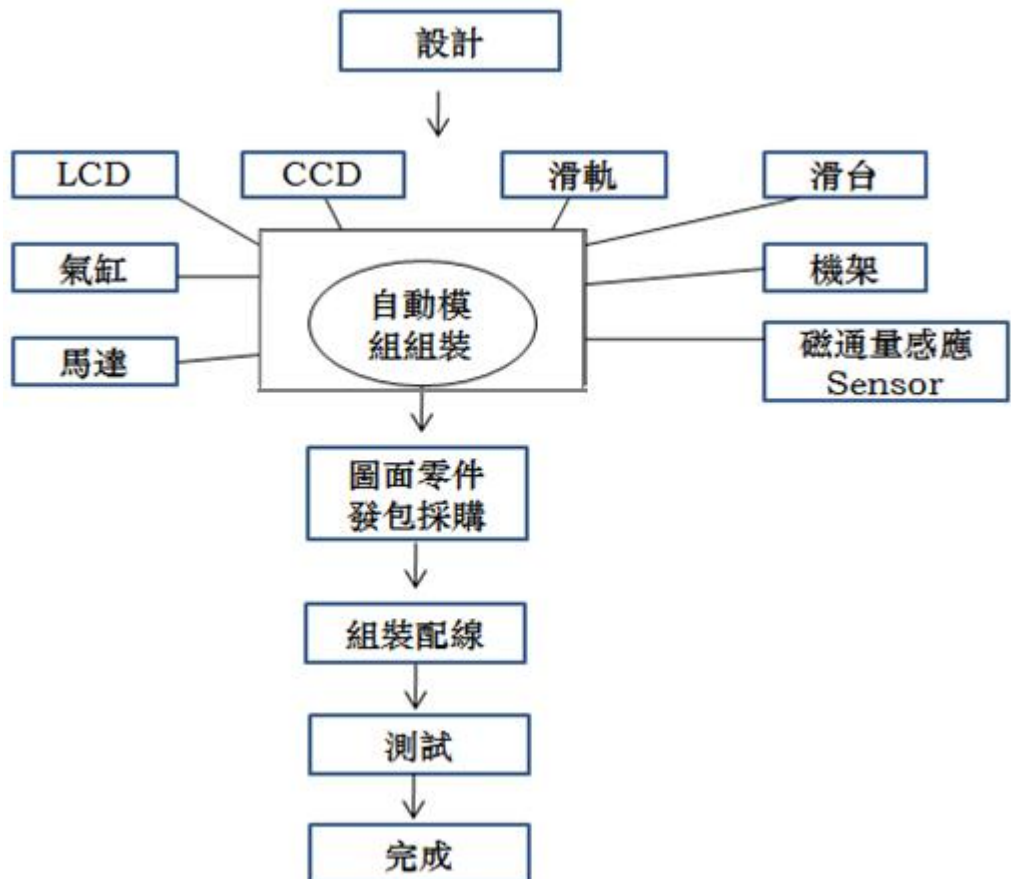 設計
LCD
CCD
滑軌
滑台
氣缸
機架
自動模
組組裝
馬達
磁通量感應
Sensor
圖面零件
發包採購
組裝配線
測試
完成